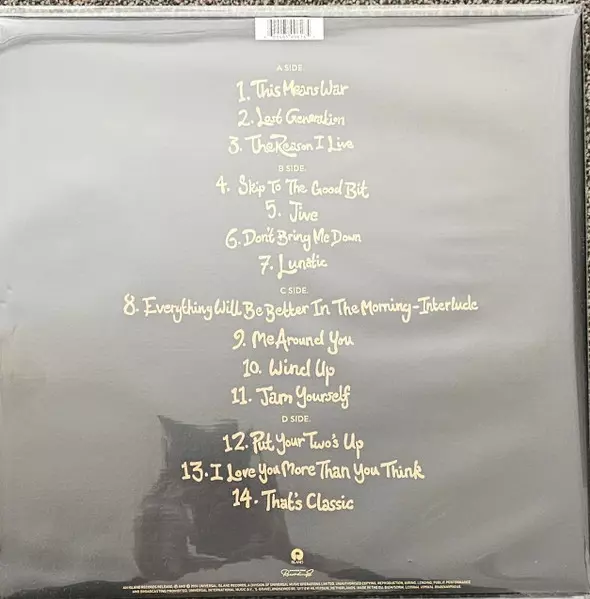 A SIDE.
1. This Means War
2. Lost Generation
3. The Reason I Live
B SIDE.
4. Skip To The Good Bit
5. Jive
6. Don't Bring Me Down
7. Lunatic
C SIDE.
8. Everything Will Be Better In The Morning-Interlude
9. Me Around You
10. Wind Up
11. Jam Yourself
D SIDE.
12. Put Your Two's Up
13. I Love You More Than You Think
14. That's Classic
ISLAND